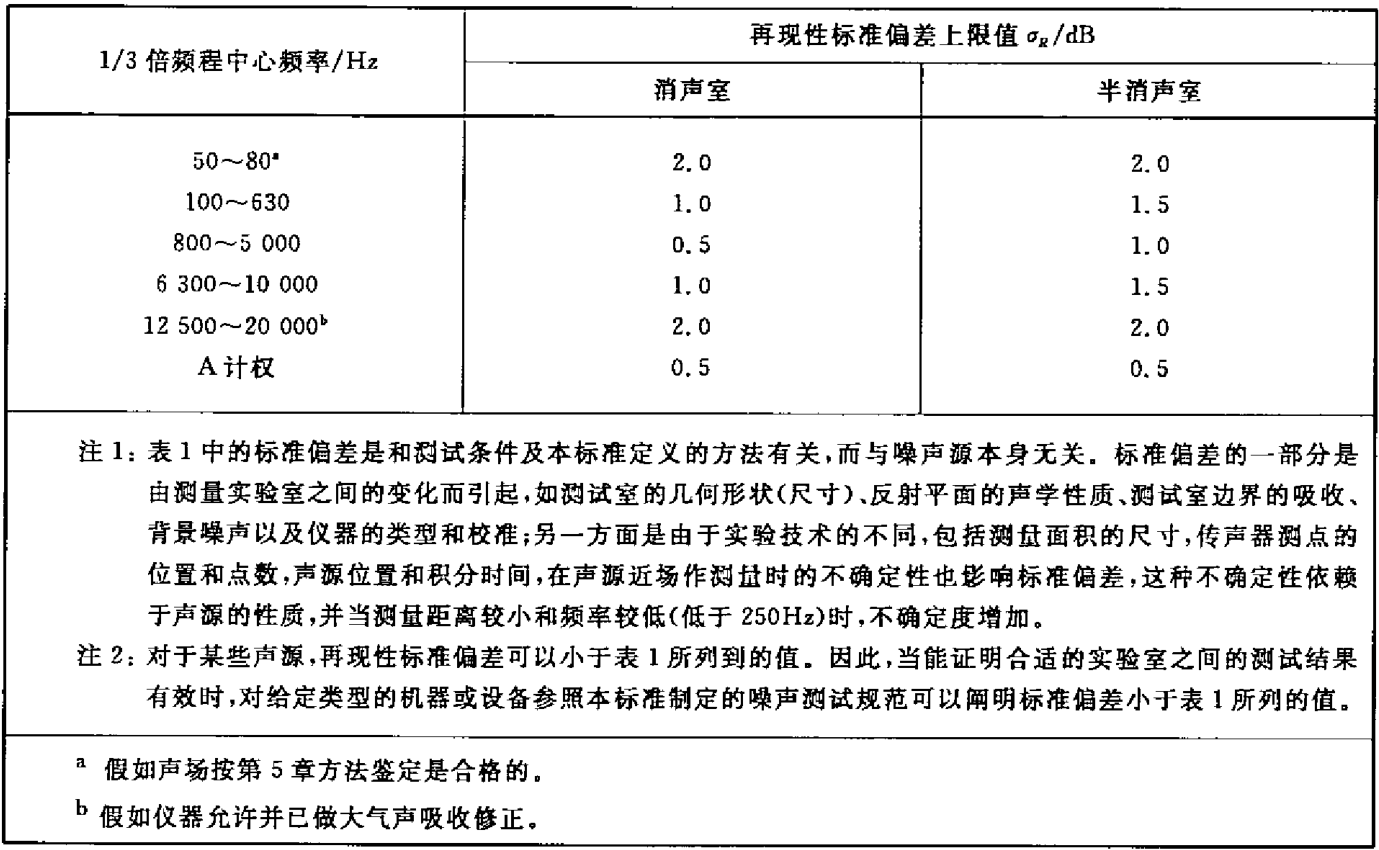 1/3 倍频程中心频率/Hz
再现性标准偏差上限值 σR/dB
消声室
半消声室
50～80ᵃ 2.0 2.0
100～630 1.0 1.5
800～5 000 0.5 1.0
6 300～10 000 1.0 1.5
12 500～20 000ᵇ 2.0 2.0
A 计权 0.5 0.5
注 1：表 1 中的标准偏差是和测试条件及本标准定义的方法有关，而与噪声源本身无关。标准偏差的一部分是
由测量实验室之间的变化而引起，如测试室的几何形状(尺寸)、反射平面的声学性质、测试室边界的吸收、
背景噪声以及仪器的类型和校准；另一方面是由于实验技术的不同，包括测量面积的尺寸，传声器测点的
位置和点数，声源位置和积分时间，在声源近场作测量时的不确定性也影响标准偏差，这种不确定性依赖
于声源的性质，并当测量距离较小和频率较低(低于 250Hz)时，不确定度增加。
注 2：对于某些声源，再现性标准偏差可以小于表 1 所列到的值。因此，当能证明合适的实验室之间的测试结果
有效时，对给定类型的机器或设备参照本标准制定的噪声测试规范可以阐明标准偏差小于表 1 所列的值。
ᵃ 假如声场按第 5 章方法鉴定是合格的。
ᵇ 假如仪器允许并已做大气声吸收修正。